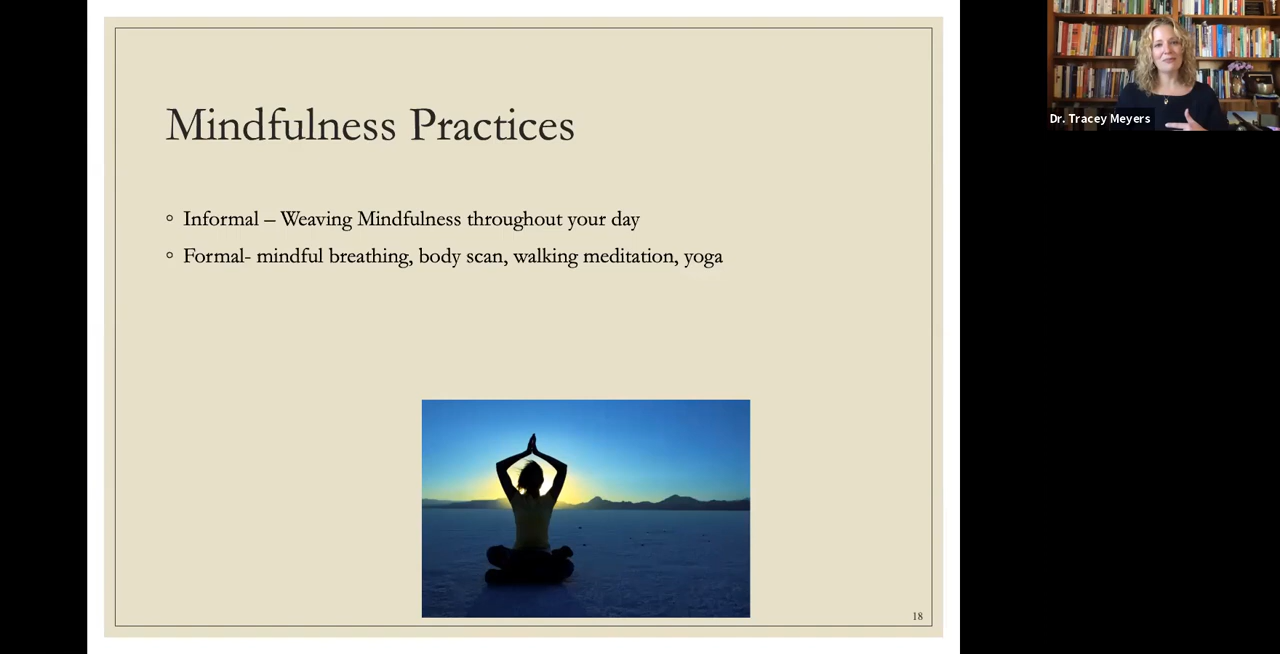 Mindfulness Practices
Informal – Weaving Mindfulness throughout your day
Formal- mindful breathing, body scan, walking meditation, yoga
18
Dr. Tracey Meyers